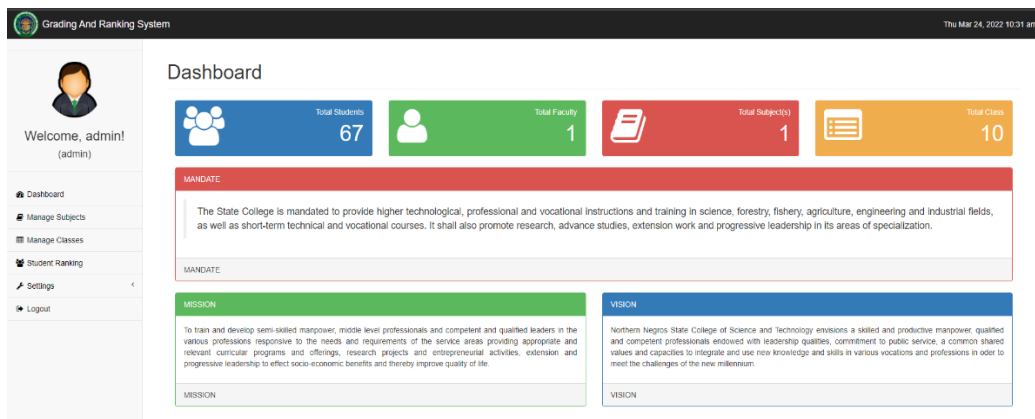 Grading And Ranking System
Thu Mar 24, 2022 10:31 am
Welcome, admin!
(admin)
Dashboard
Manage Subjects
Manage Classes
Student Ranking
Settings
Logout
Dashboard
Total Students
67
Total Faculty
1
Total Subject(s)
1
Total Class
10
MANDATE
The State College is mandated to provide higher technological, professional and vocational instructions and training in science, forestry, fishery, agriculture, engineering and industrial fields,
as well as short-term technical and vocational courses. It shall also promote research, advance studies, extension work and progressive leadership in its areas of specialization.
MANDATE
MISSION
To train and develop semi-skilled manpower, middle level professionals and competent and qualified leaders in the
various professions responsive to the needs and requirements of the service areas providing appropriate and
relevant curricular programs and offerings, research projects and entrepreneurial activities, extension and
progressive leadership to effect socio-economic benefits and thereby improve quality of life.
MISSION
VISION
Northern Negros State College of Science and Technology envisions a skilled and productive manpower, qualified
and competent professionals endowed with leadership qualities, commitment to public service, a common shared
values and capacities to integrate and use new knowledge and skills in various vocations and professions in oder to
meet the challenges of the new millennium.
VISION